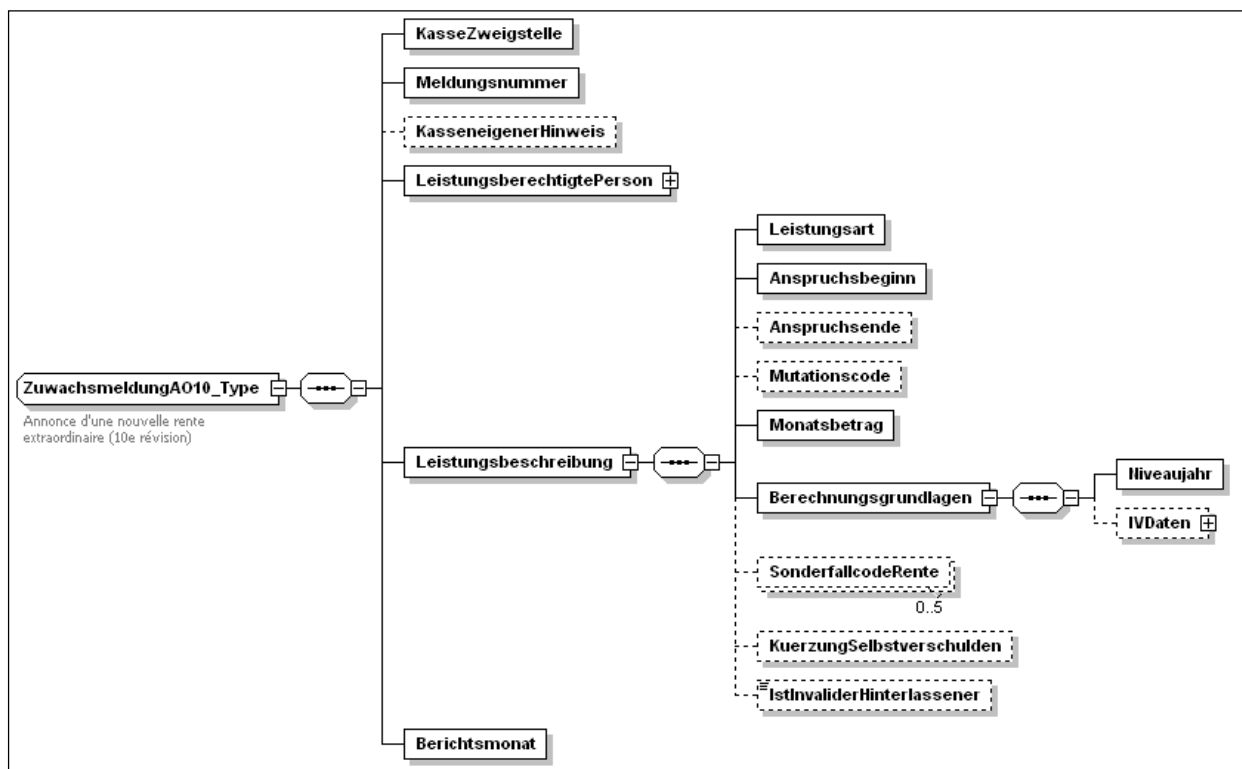 KasseZweigstelle
Meldungsnummer
KasseneigenerHinweis
LeistungsberechtigtePerson
ZuwachsmeldungAO10_Type
Annonce d'une nouvelle rente
extraordinaire (10e révision)
Leistungsbeschreibung
Leistungsart
Anspruchsbeginn
Anspruchsende
Mutationscode
Monatsbetrag
Berechnungsgrundlagen
Niveaujahr
IVDaten
SonderfallcodeRente
0..5
KuerzungSelbstverschulden
IstInvaliderHinterlassener
Berichtsmonat